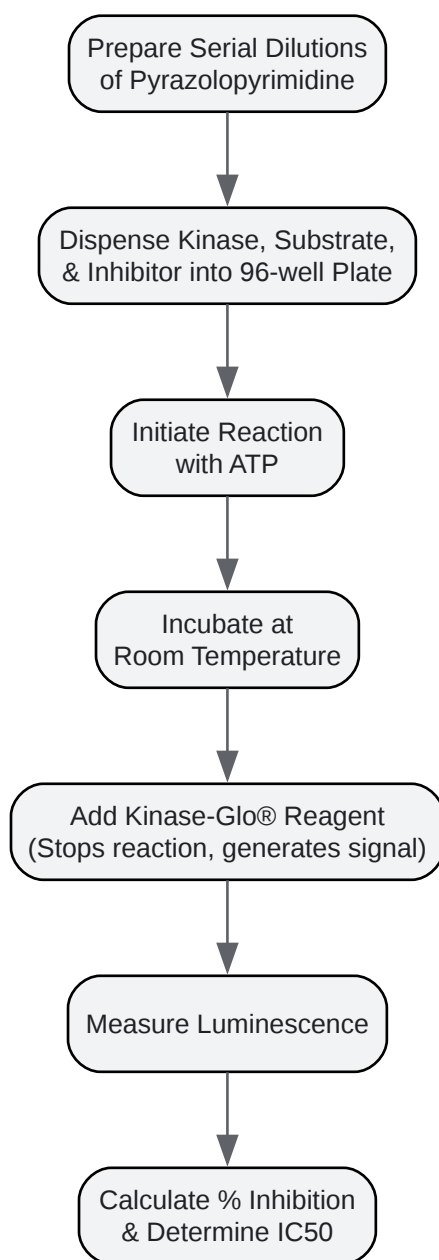 Prepare Serial Dilutions
of Pyrazolopyrimidine
Dispense Kinase, Substrate,
& Inhibitor into 96-well Plate
Initiate Reaction
with ATP
Incubate at
Room Temperature
Add Kinase-Glo® Reagent
(Stops reaction, generates signal)
Measure Luminescence
Calculate % Inhibition
& Determine IC50